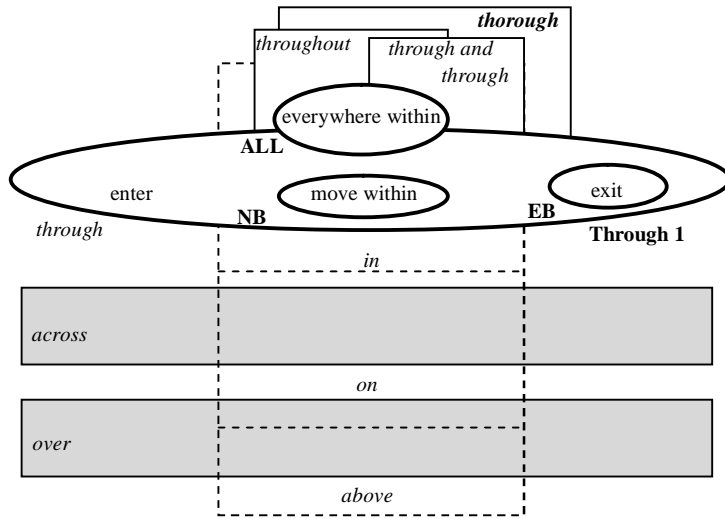 thorough
throughout
through and
through
everywhere within
ALL
enter
move within
exit
NB
EB
through
Through 1
in
across
on
over
above